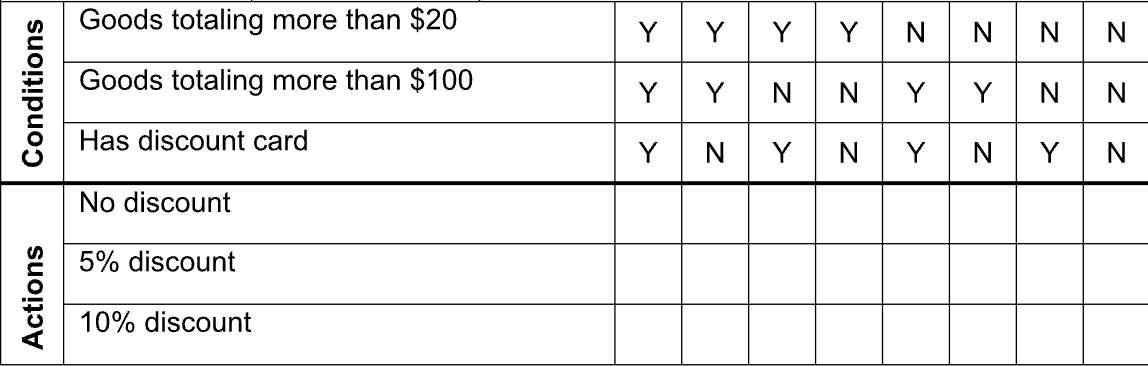 Conditions
Goods totaling more than $20 Y Y Y Y N N N N
Goods totaling more than $100 Y Y N N Y Y N N
Has discount card Y N Y N Y N Y N
Actions
No discount
5% discount
10% discount